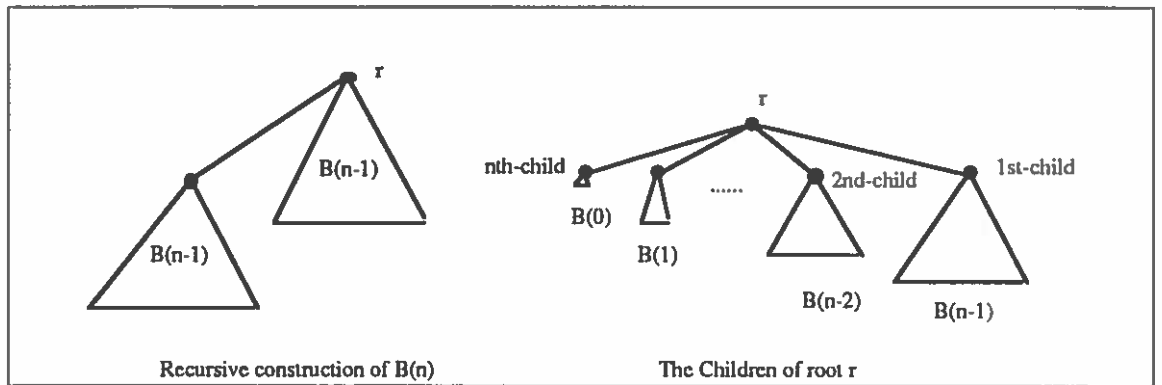 r
B(n-1)
B(n-1)
Recursive construction of B(n)
r
nth-child
1st-child
2nd-child
......
B(0)
B(1)
B(n-2)
B(n-1)
The Children of root r